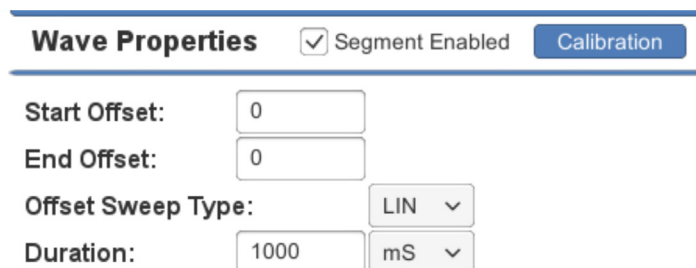 Wave Properties Segment Enabled Calibration
Start Offset: 0
End Offset: 0
Offset Sweep Type: LIN
Duration: 1000 mS